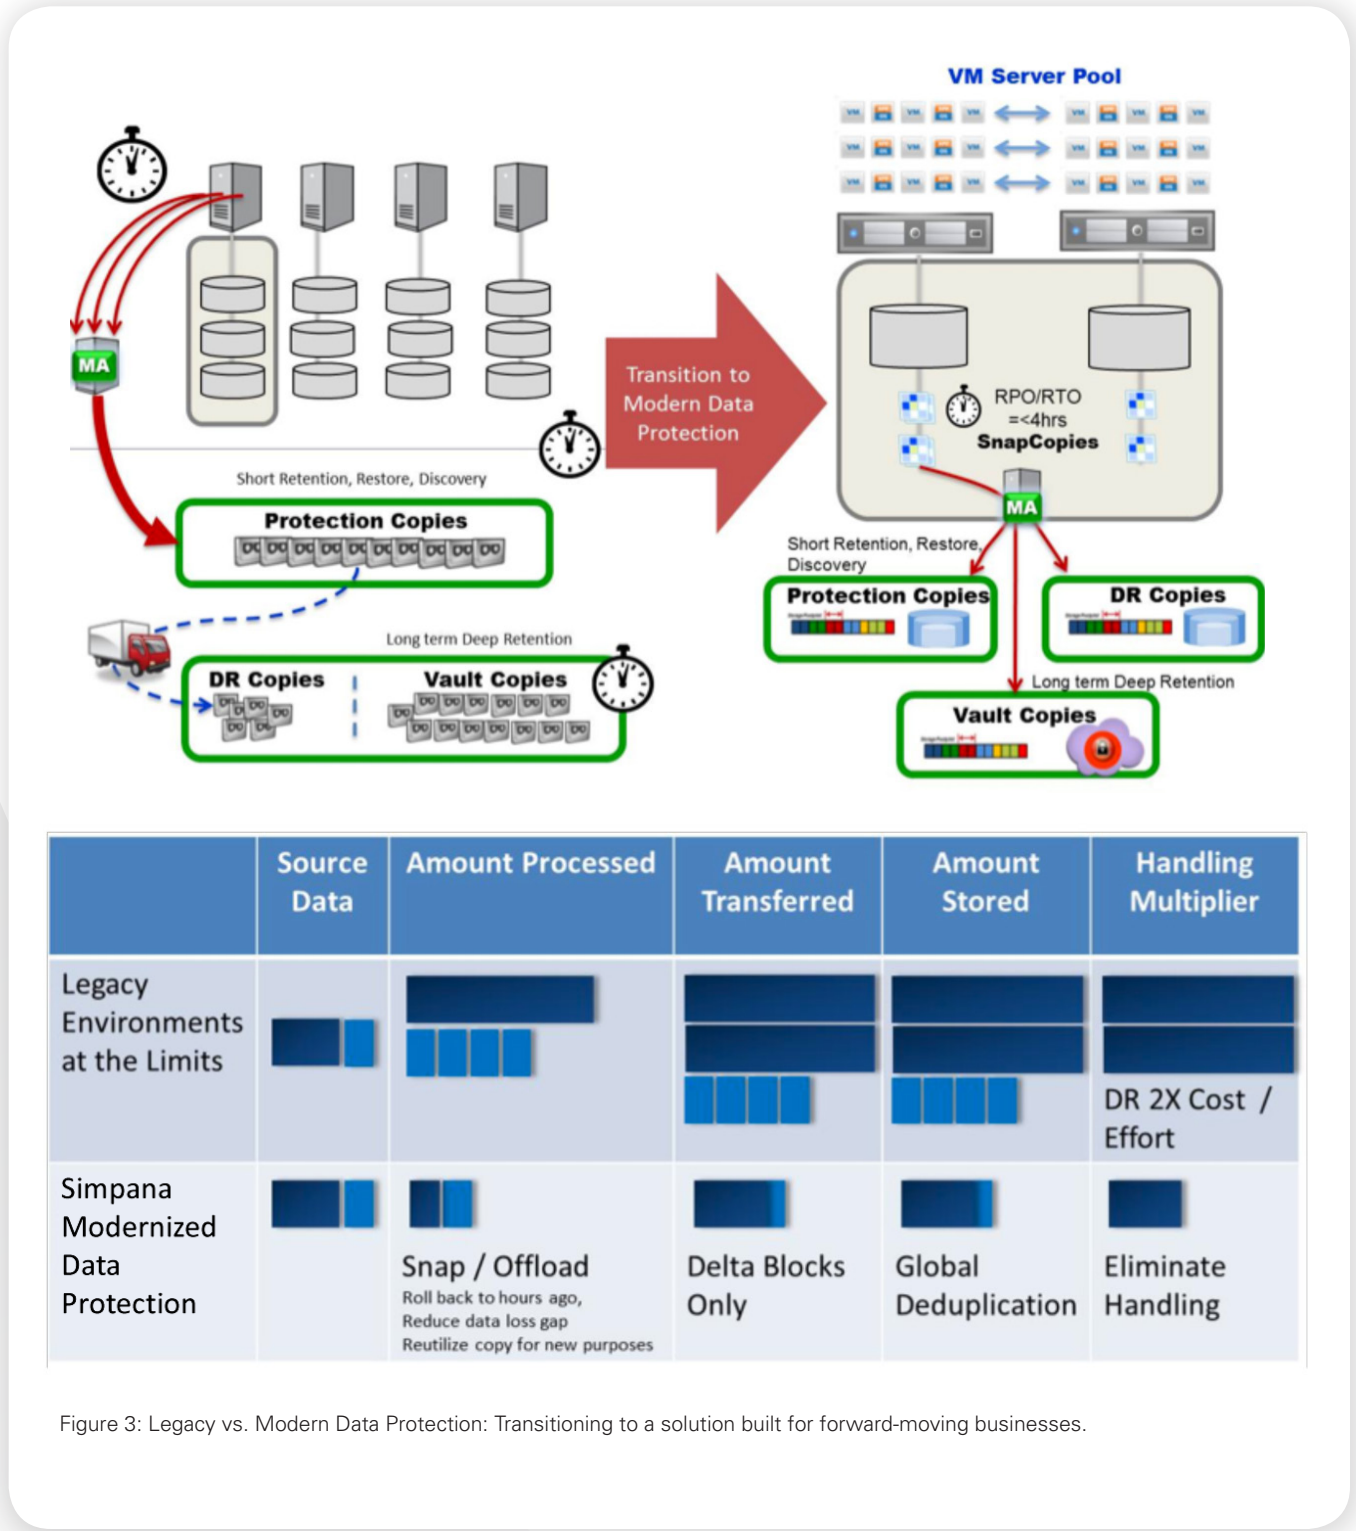 VM Server Pool
MA
Short Retention, Restore, Discovery
Protection Copies
Long term Deep Retention
DR Copies
Vault Copies
Transition to
Modern Data
Protection
RPO/RTO
=<4hrs
SnapCopies
MA
Short Retention, Restore,
Discovery
Protection Copies
DR Copies
Long term Deep Retention
Vault Copies
Source
Data
Amount Processed
Amount
Transferred
Amount
Stored
Handling
Multiplier
Legacy
Environments
at the Limits
DR 2X Cost /
Effort
Simpana
Modernized
Data
Protection
Snap / Offload
Roll back to hours ago,
Reduce data loss gap
Reutilize copy for new purposes
Delta Blocks
Only
Global
Deduplication
Eliminate
Handling
Figure 3: Legacy vs. Modern Data Protection: Transitioning to a solution built for forward-moving businesses.